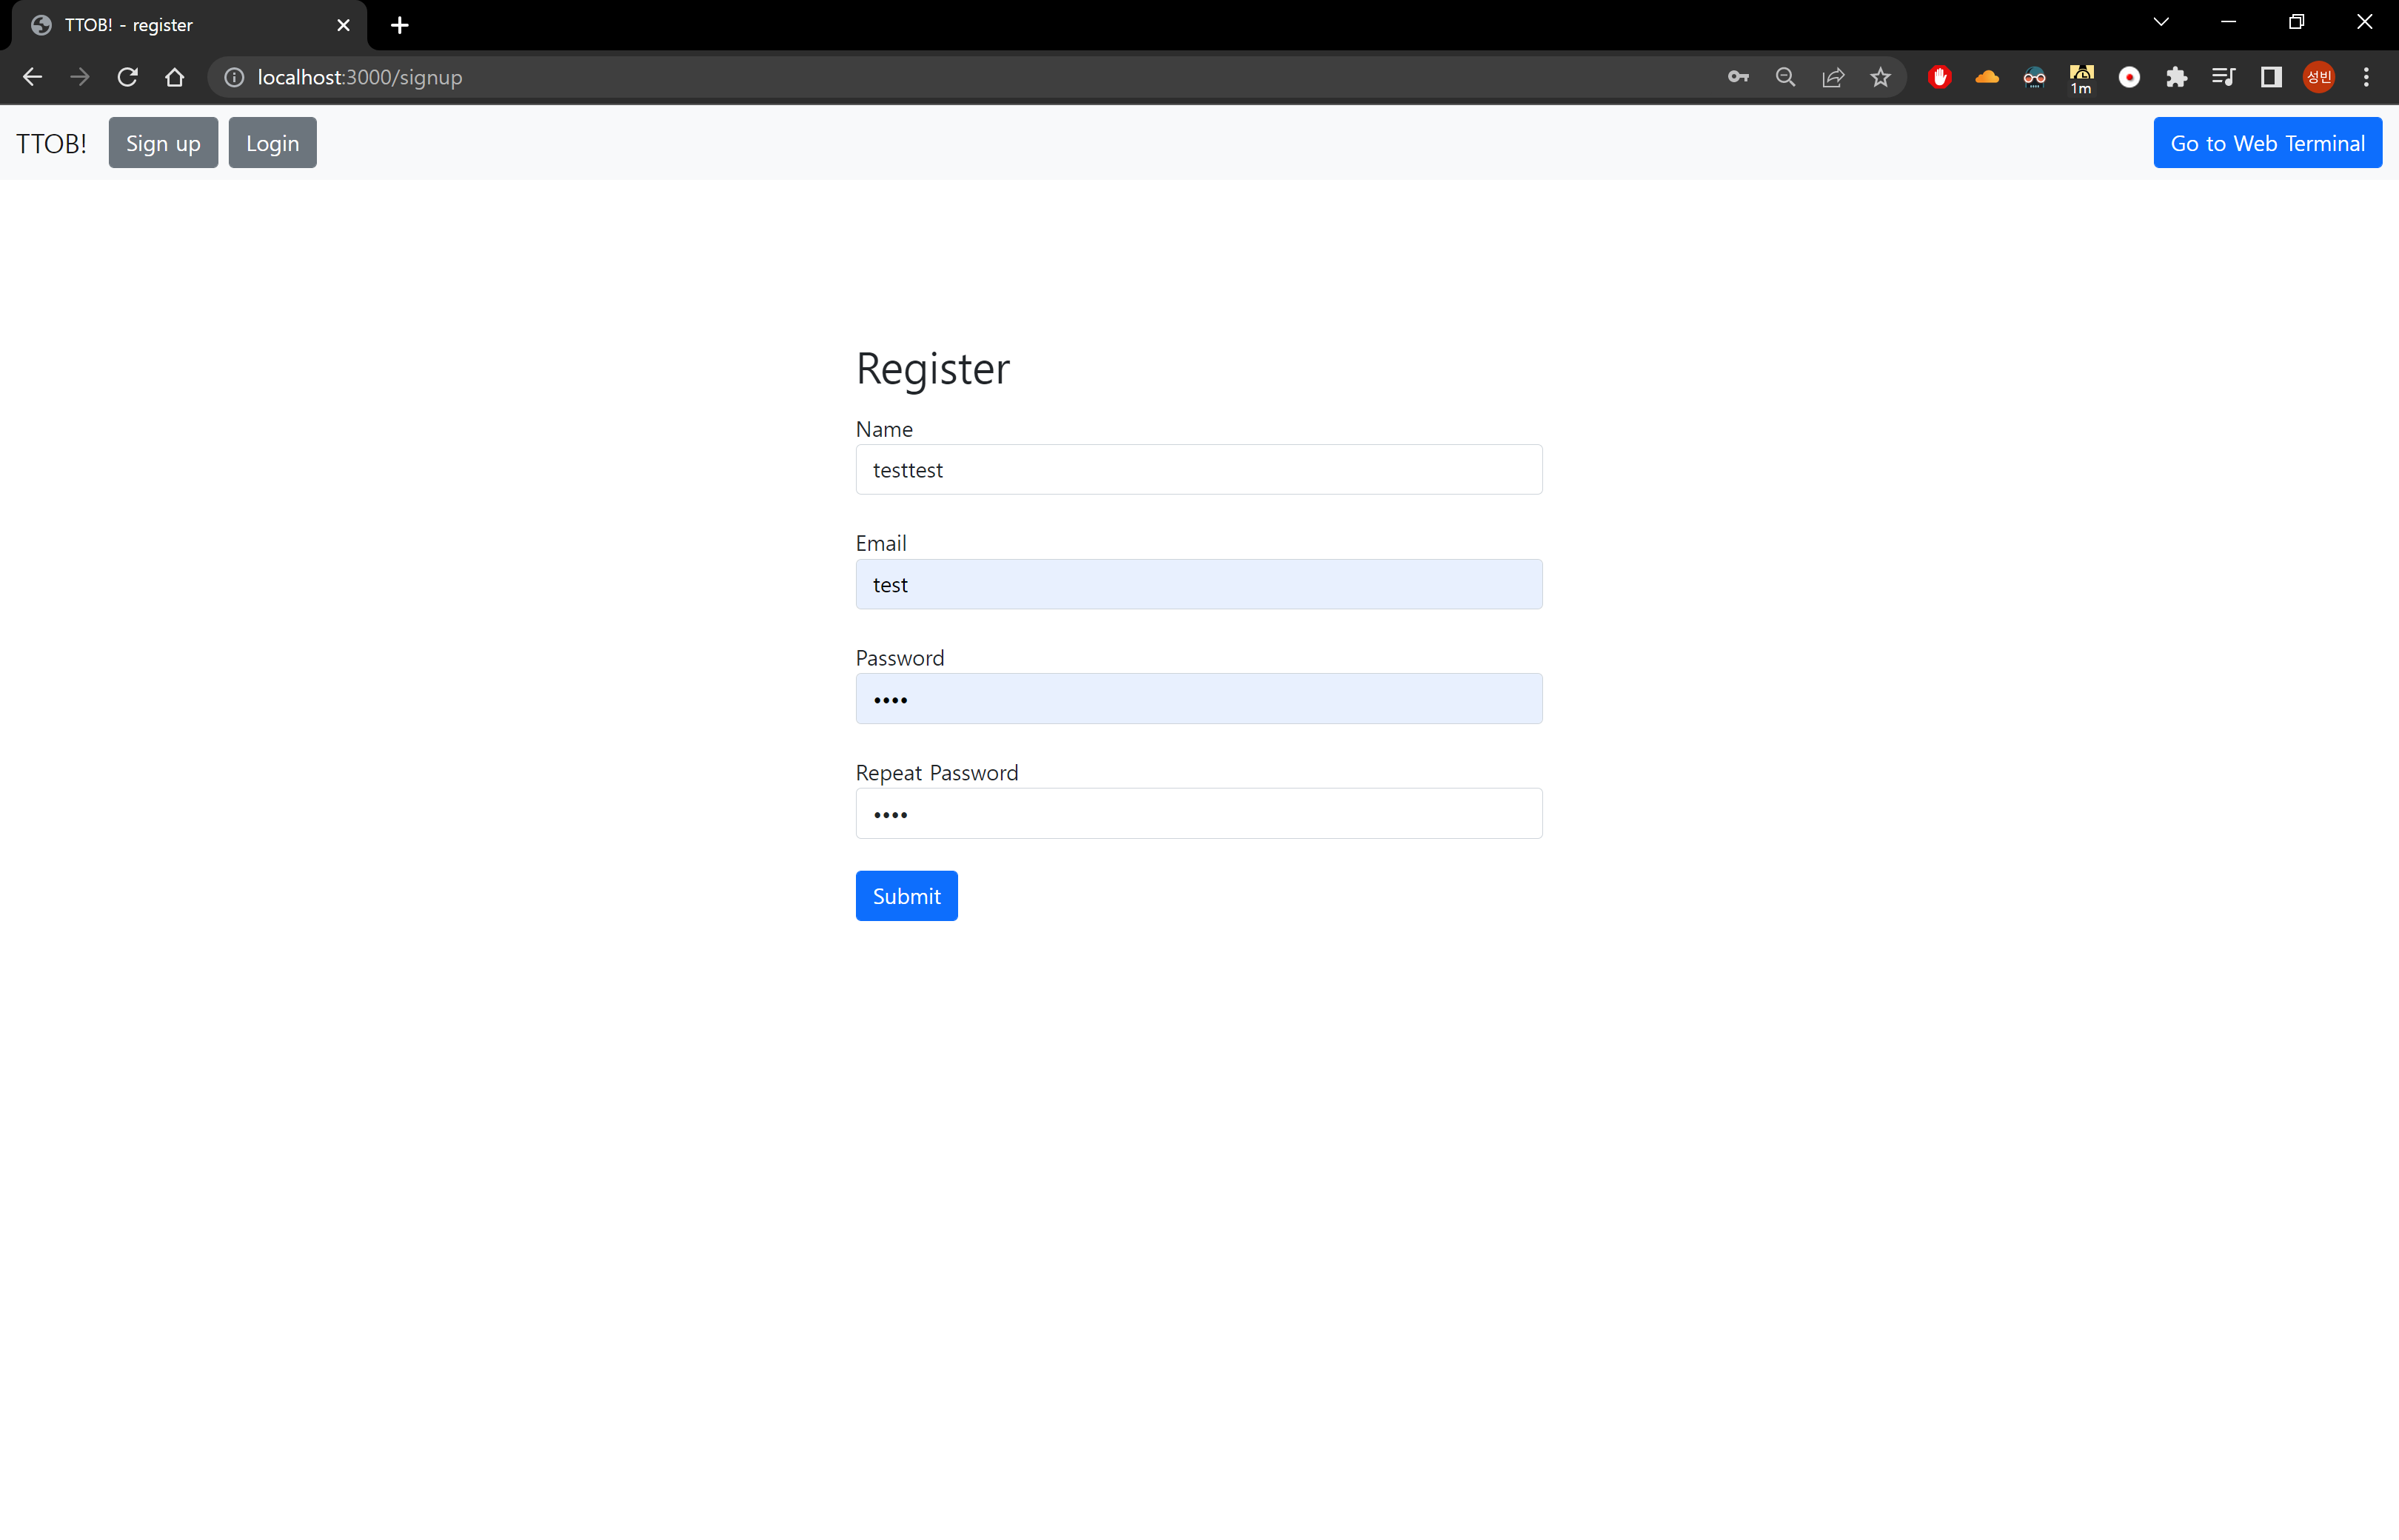 TTOB! - register
localhost:3000/signup
1m
성빈
TTOB! Sign up Login Go to Web Terminal
Register
Name
testtest
Email
test
Password
••••
Repeat Password
••••
Submit